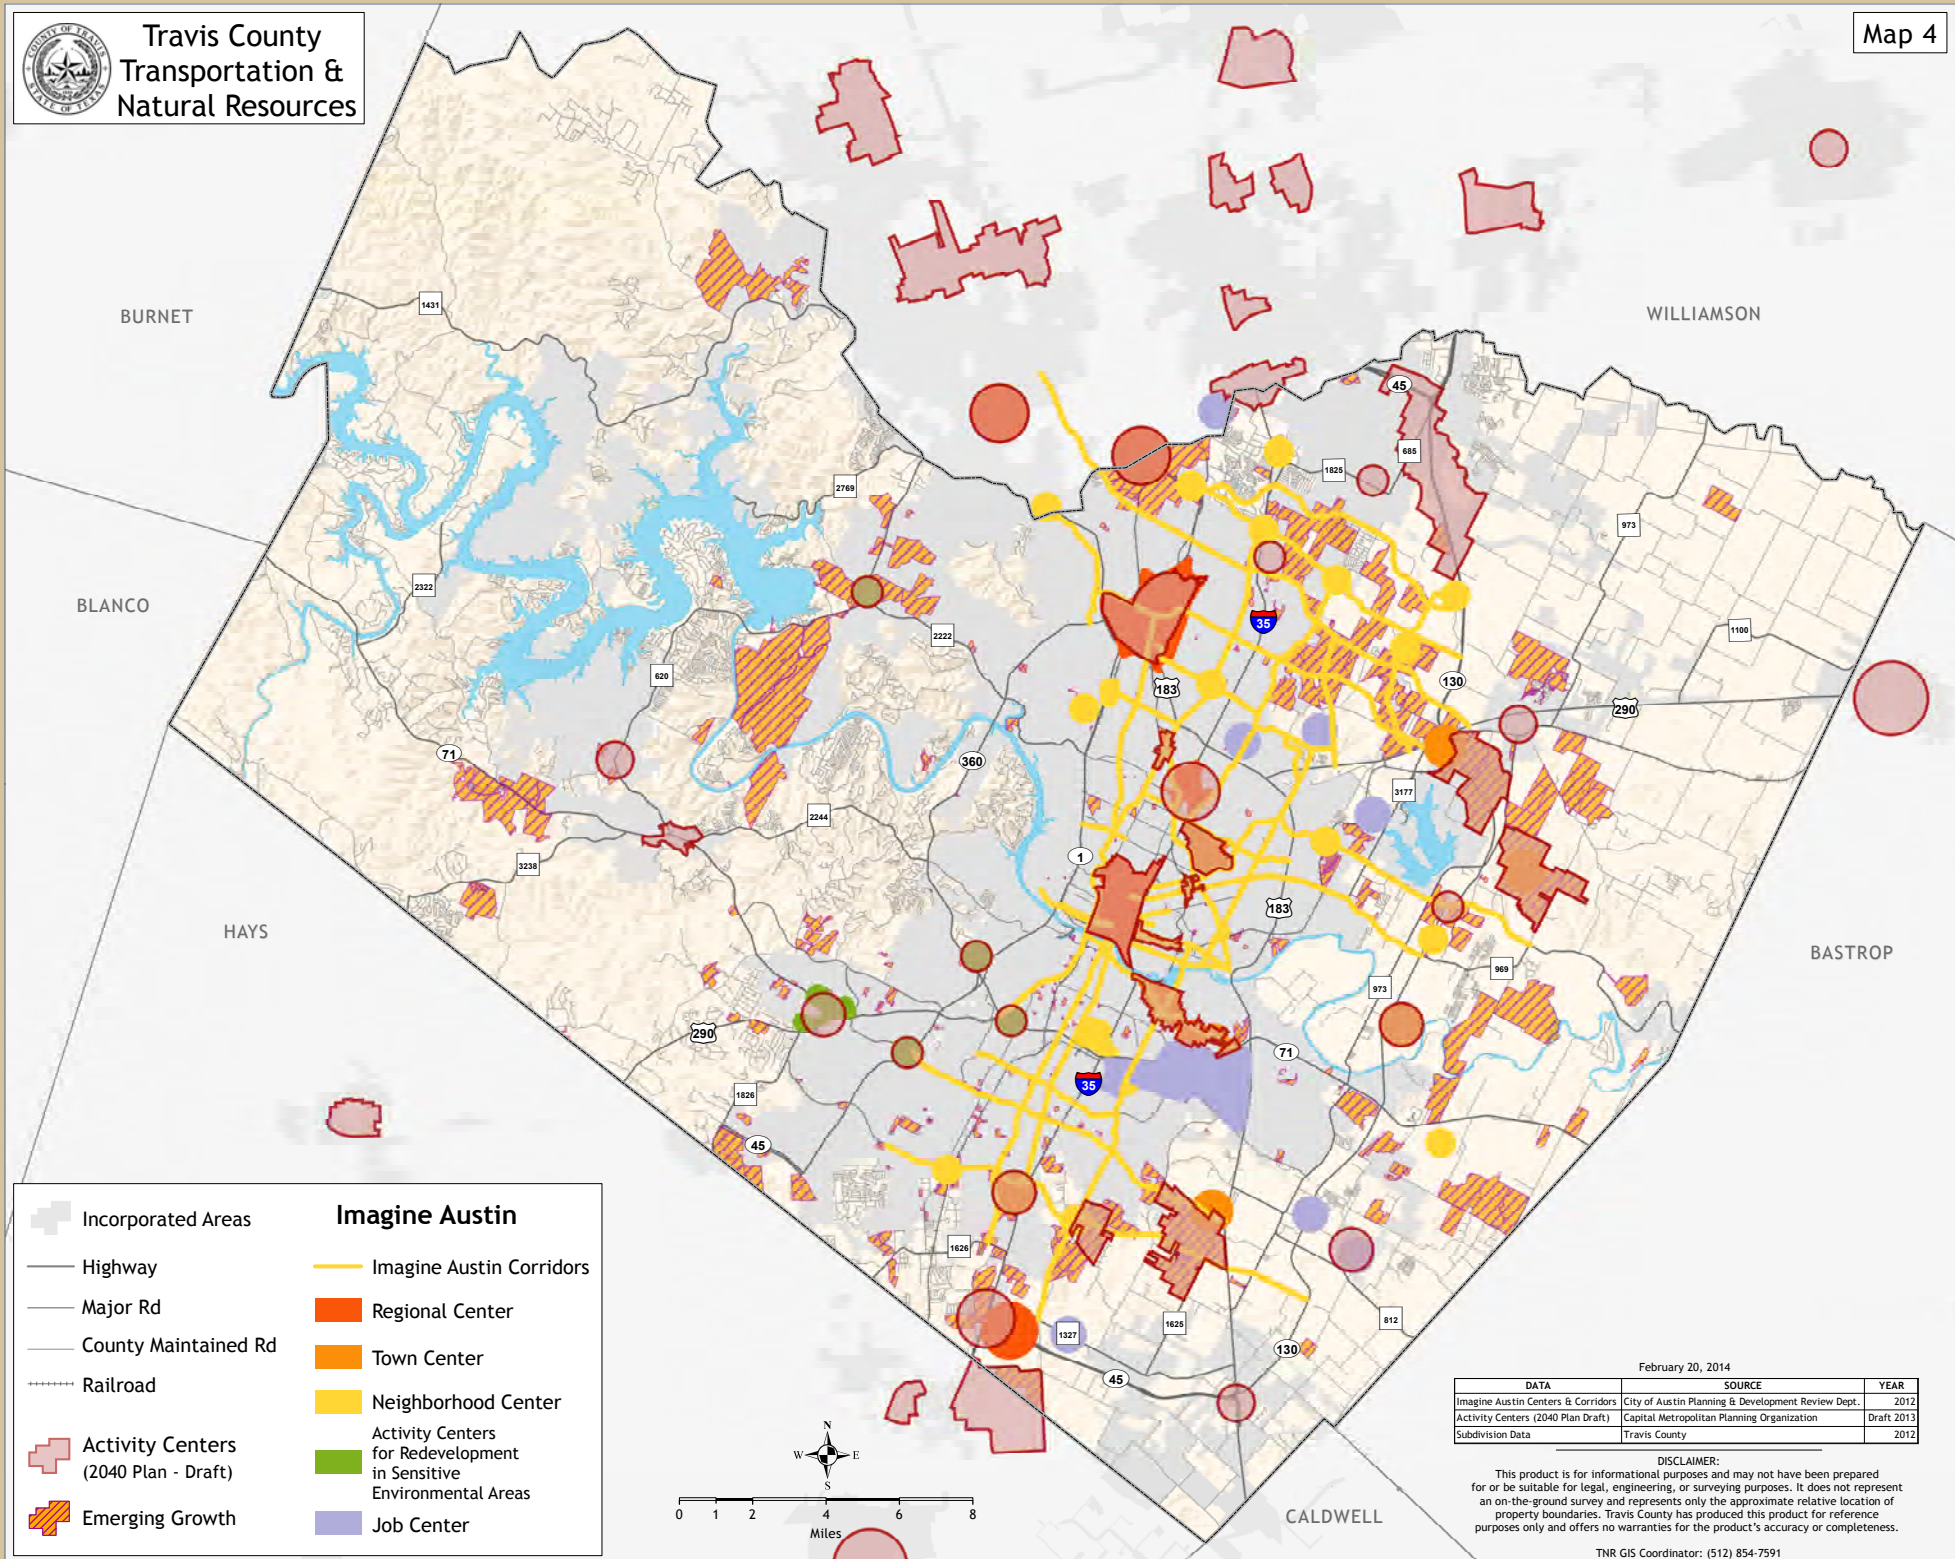 Travis County
Transportation &
Natural Resources
COUNTY OF TRAVIS
STATE OF TEXAS
Map 4
BURNET
WILLIAMSON
BLANCO
HAYS
BASTROP
CALDWELL
1431
45
685
1825
2769
973
2322
2222
35
1100
620
183
130
290
71
360
3177
2244
1
3238
183
969
973
290
71
35
1826
45
1626
1327
1625
812
130
45
Incorporated Areas
Highway
Major Rd
County Maintained Rd
Railroad
Activity Centers
(2040 Plan - Draft)
Emerging Growth
Imagine Austin
Imagine Austin Corridors
Regional Center
Town Center
Neighborhood Center
Activity Centers
for Redevelopment
in Sensitive
Environmental Areas
Job Center
N
W E
S
0 1 2 4 6 8
Miles
February 20, 2014
DATA SOURCE YEAR
Imagine Austin Centers & Corridors City of Austin Planning & Development Review Dept. 2012
Activity Centers (2040 Plan Draft) Capital Metropolitan Planning Organization Draft 2013
Subdivision Data Travis County 2012
DISCLAIMER:
This product is for informational purposes and may not have been prepared
for or be suitable for legal, engineering, or surveying purposes. It does not represent
an on-the-ground survey and represents only the approximate relative location of
property boundaries. Travis County has produced this product for reference
purposes only and offers no warranties for the product's accuracy or completeness.
TNR GIS Coordinator: (512) 854-7591